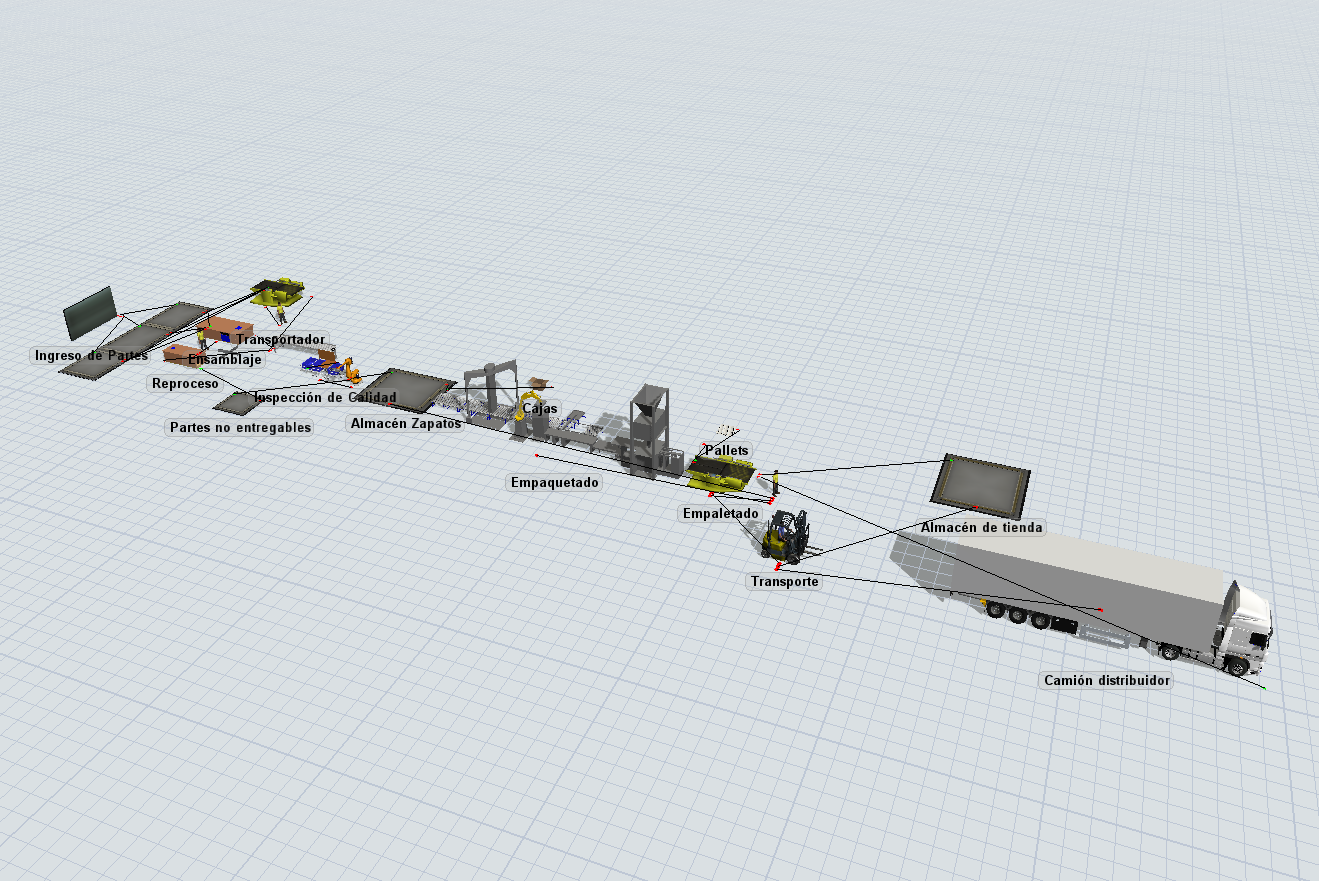 Transportador
Ingreso de Partes
Ensamblaje
Reproceso
Inspección de Calidad
Cajas
Almacén Zapatos
Partes no entregables
Pallets
Empaquetado
Empaletado
Almacén de tienda
Transporte
Camión distribuidor